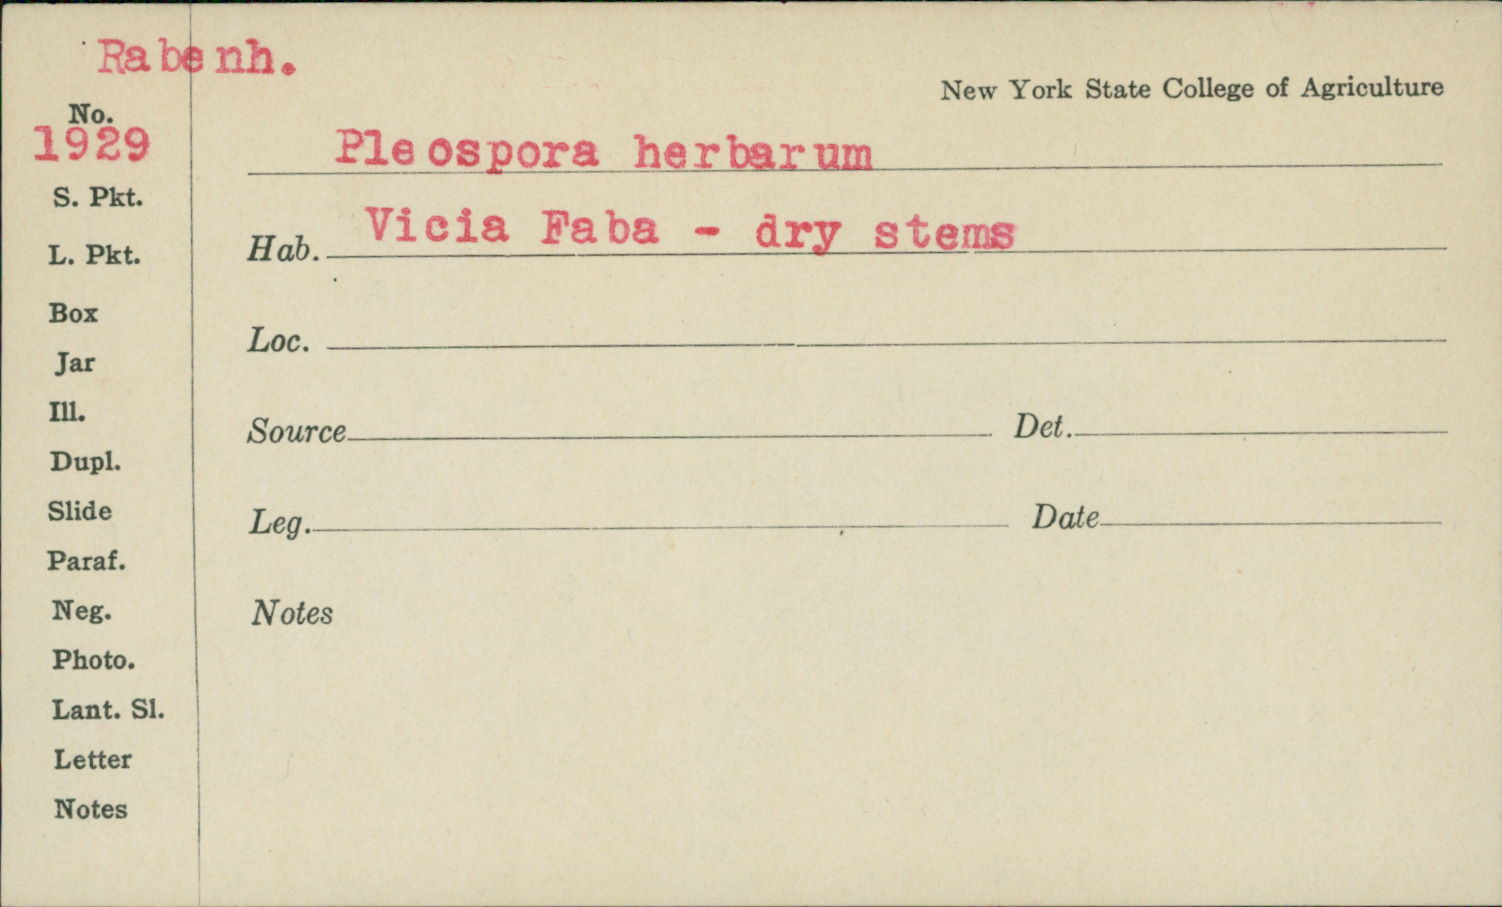 Rabenh.
New York State College of Agriculture
No.
1929
Pleospora herbarum
S. Pkt.
Hab. Vicia Faba - dry stems
L. Pkt.
Box
Loc.
Jar
Ill.
Source Det.
Dupl.
Slide
Leg. Date
Paraf.
Neg.
Notes
Photo.
Lant. Sl.
Letter
Notes